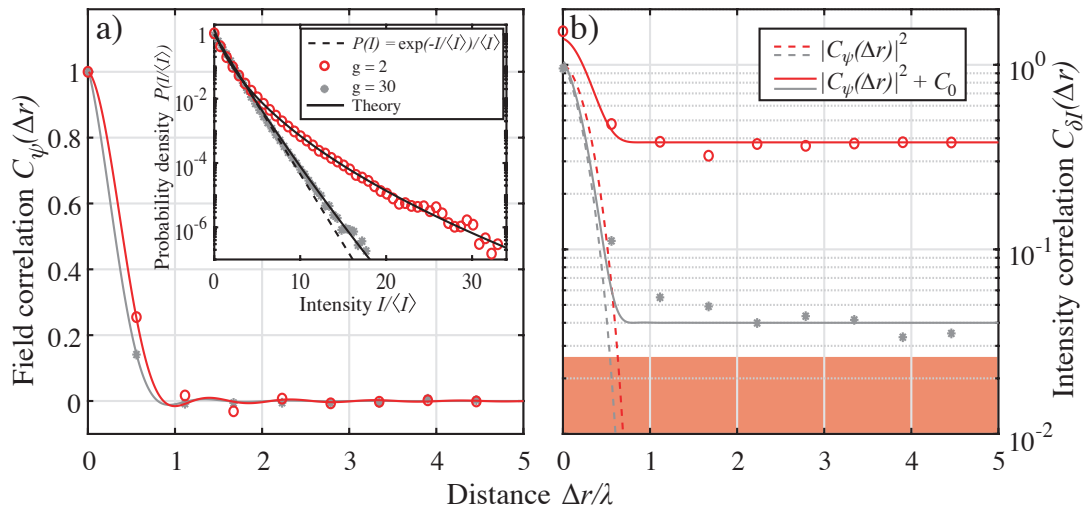 a)
Field correlation C_ψ(Δr)
1
0.8
0.6
0.4
0.2
0
0 1 2 3 4 5
Probability density P(I/⟨I⟩)
1
10^-2
10^-4
10^-6
0 10 20 30
Intensity I/⟨I⟩
P(I) = exp(-I/⟨I⟩)/⟨I⟩
g = 2
g = 30
Theory
b)
|C_ψ(Δr)|^2
|C_ψ(Δr)|^2 + C_0
10^0
10^-1
10^-2
Intensity correlation C_δI(Δr)
0 1 2 3 4 5
Distance Δr/λ